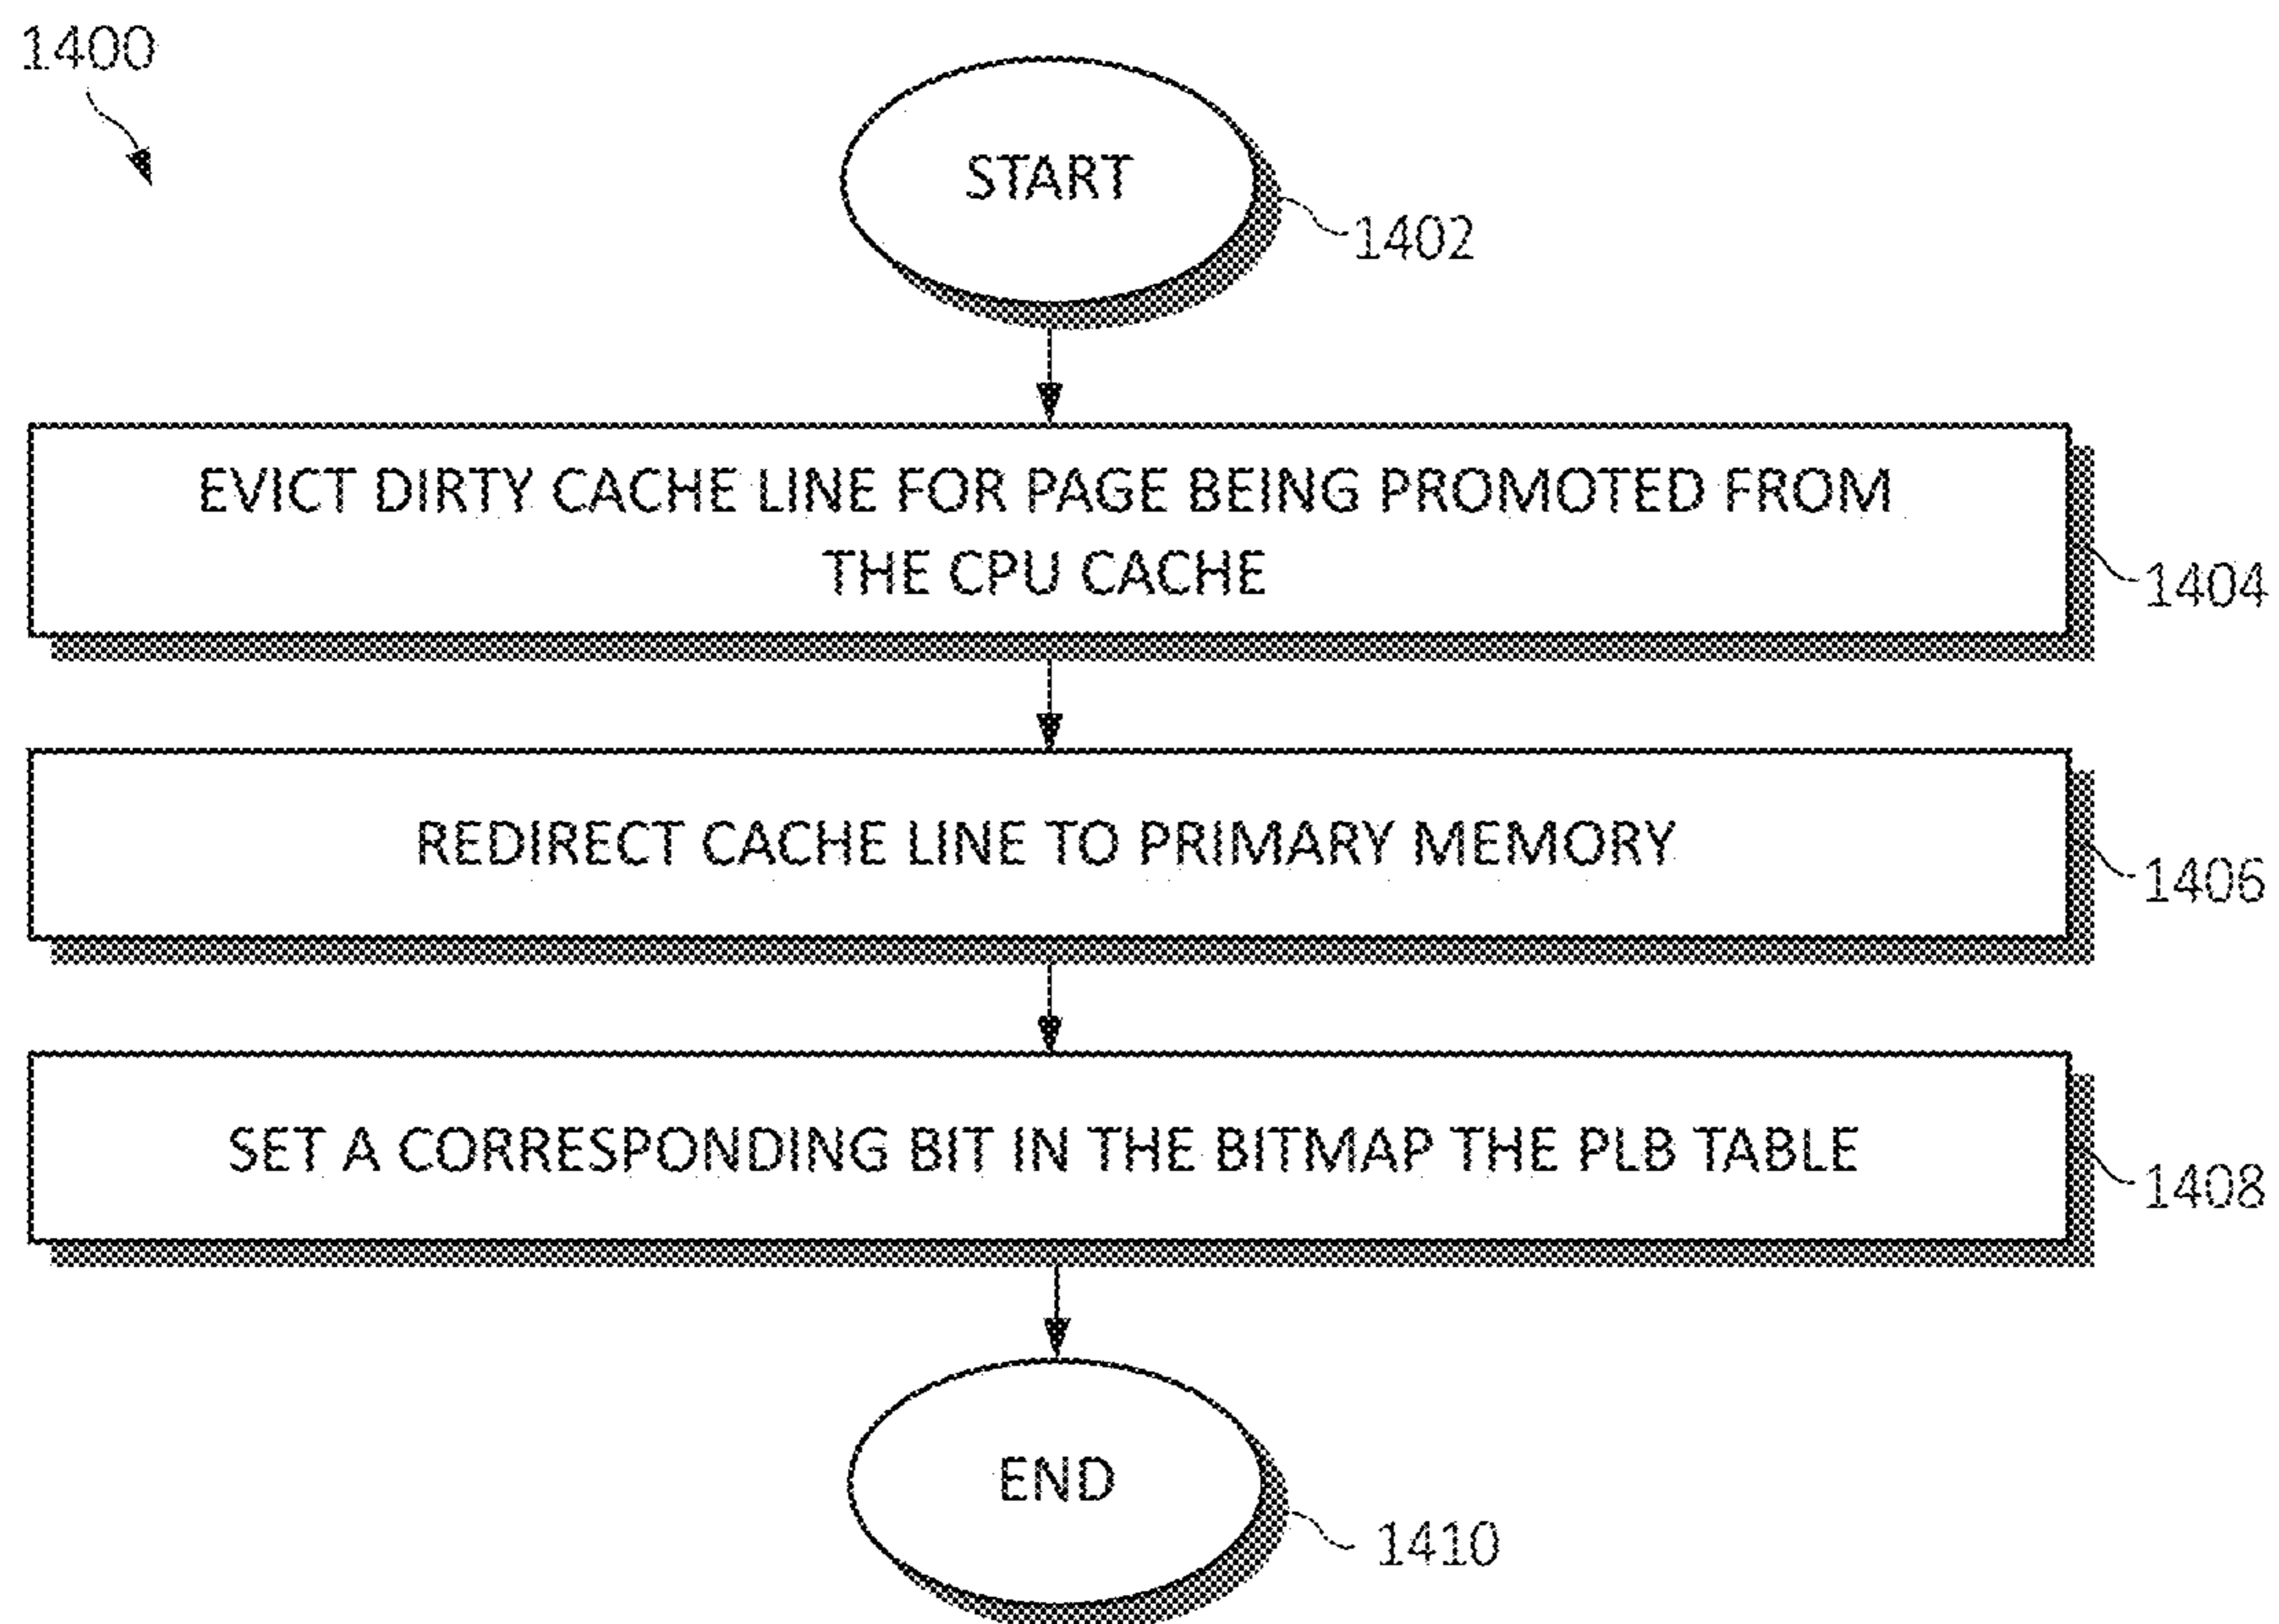 1400
START
1402
EVICT DIRTY CACHE LINE FOR PAGE BEING PROMOTED FROM
THE CPU CACHE
1404
REDIRECT CACHE LINE TO PRIMARY MEMORY
1406
SET A CORRESPONDING BIT IN THE BITMAP THE PLB TABLE
1408
END
1410